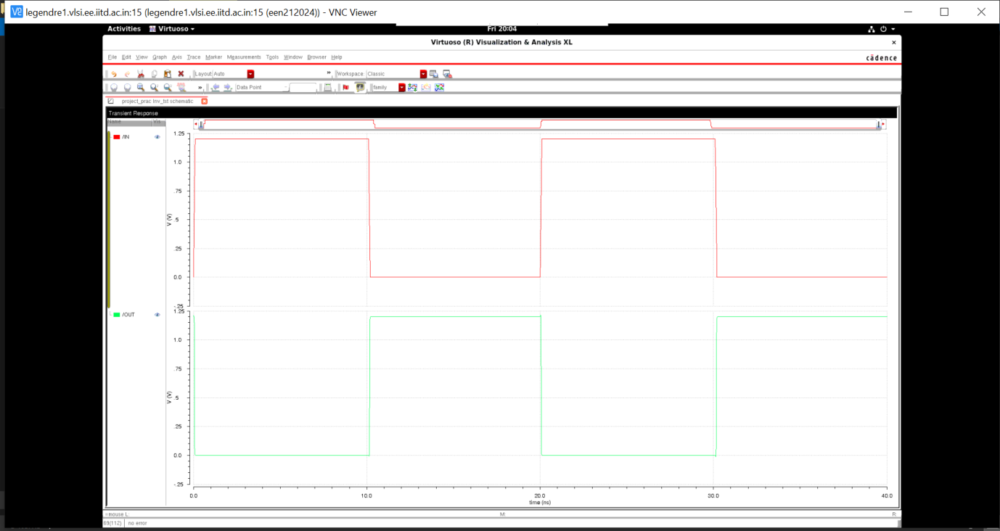 legendre1.vlsi.ee.iitd.ac.in:15 (legendre1.vlsi.ee.iitd.ac.in:15 (een212024)) - VNC Viewer
Activities Virtuoso Fri 20:04
Virtuoso (R) Visualization & Analysis XL
File Edit View Graph Axis Trace Marker Measurements Tools Window Browser Help cādence
Layout Auto » Workspace: Classic
» Data Point family
project_prac Inv_tst schematic
Transient Response
Name Vis
/IN
1.25
1.0
.75
.5
.25
0.0
-.25
V (V)
/OUT
1.25
1.0
.75
.5
.25
0.0
-.25
V (V)
0.0 10.0 20.0 30.0 40.0
time (ns)
mouse L: M: R:
69(112) no error